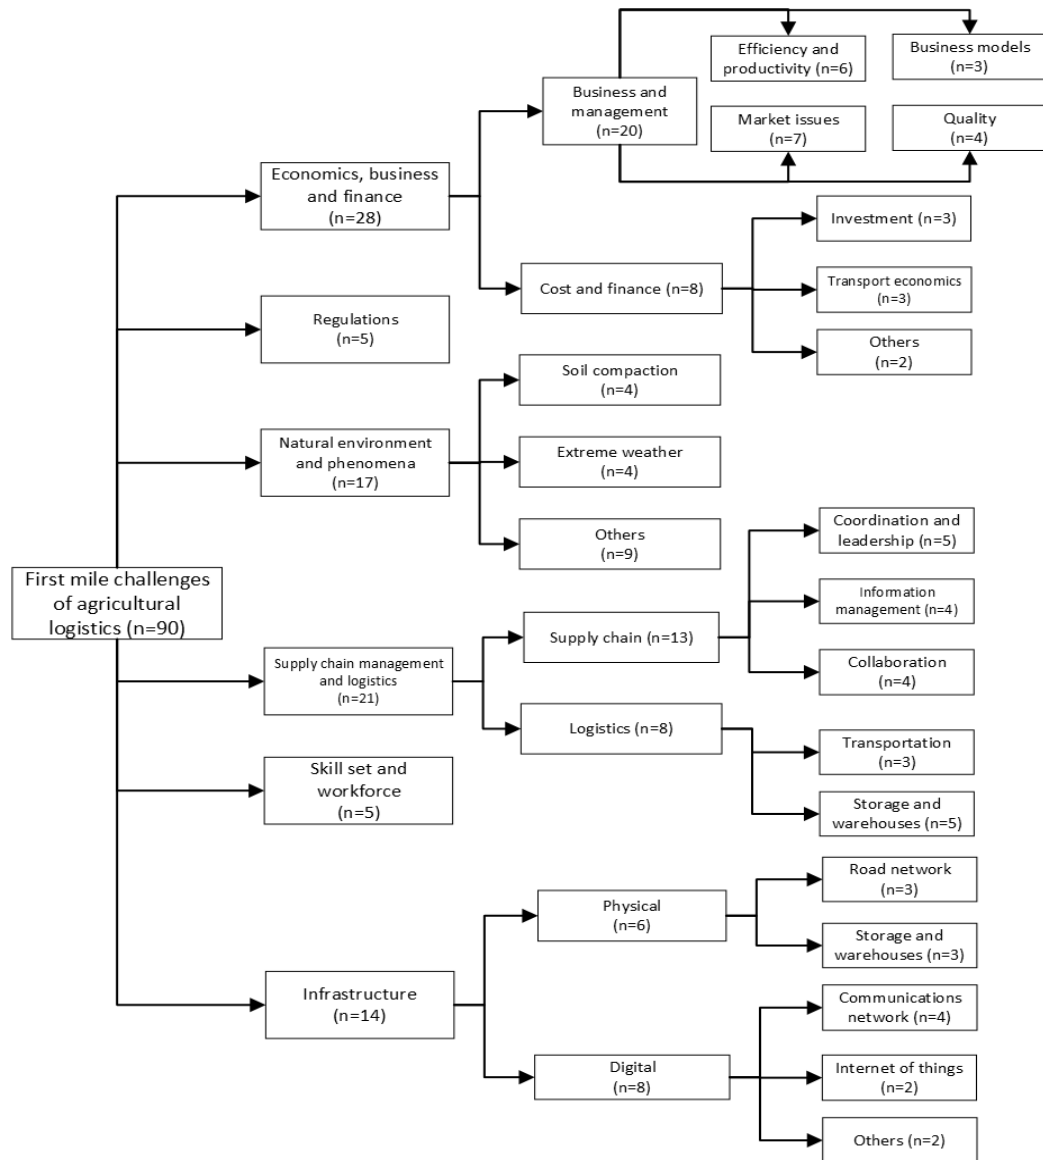 Efficiency and
productivity (n=6)
Business models
(n=3)
Business and
management
(n=20)
Market issues
(n=7)
Quality
(n=4)
Economics, business
and finance
(n=28)
Investment (n=3)
Cost and finance (n=8)
Transport economics
(n=3)
Regulations
(n=5)
Others
(n=2)
Soil compaction
(n=4)
Natural environment
and phenomena
(n=17)
Extreme weather
(n=4)
Others
(n=9)
Coordination and
leadership (n=5)
First mile challenges
of agricultural
logistics (n=90)
Information
management (n=4)
Supply chain (n=13)
Supply chain management
and logistics
(n=21)
Collaboration
(n=4)
Logistics (n=8)
Transportation
(n=3)
Skill set and
workforce
(n=5)
Storage and
warehouses (n=5)
Road network
(n=3)
Physical
(n=6)
Storage and
warehouses (n=3)
Infrastructure
(n=14)
Communications
network (n=4)
Digital
(n=8)
Internet of things
(n=2)
Others (n=2)